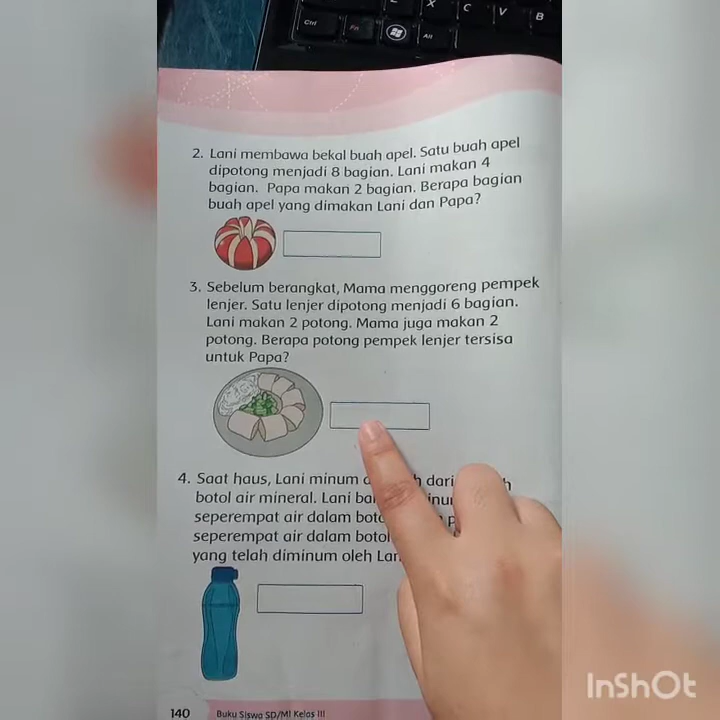 Ctrl
Fn
Alt
X
C
V
B
2. Lani membawa bekal buah apel. Satu buah apel
dipotong menjadi 8 bagian. Lani makan 4
bagian. Papa makan 2 bagian. Berapa bagian
buah apel yang dimakan Lani dan Papa?
3. Sebelum berangkat, Mama menggoreng pempek
lenjer. Satu lenjer dipotong menjadi 6 bagian.
Lani makan 2 potong. Mama juga makan 2
potong. Berapa potong pempek lenjer tersisa
untuk Papa?
4. Saat haus, Lani minum dari
botol air mineral. Lani
seperempat air dalam
seperempat air dalam botol
yang telah diminum oleh
140 Buku Siswa SD/MI Kelas III
InShOt